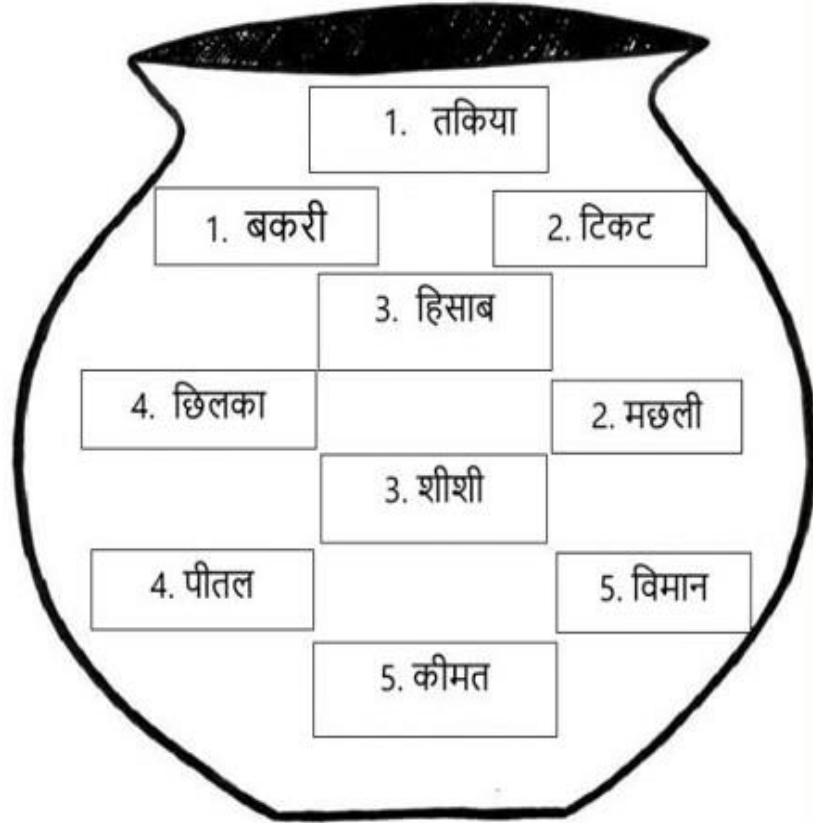 1. तकिया
1. बकरी
2. टिकट
3. हिसाब
4. छिलका
2. मछली
3. शीशी
4. पीतल
5. विमान
5. कीमत